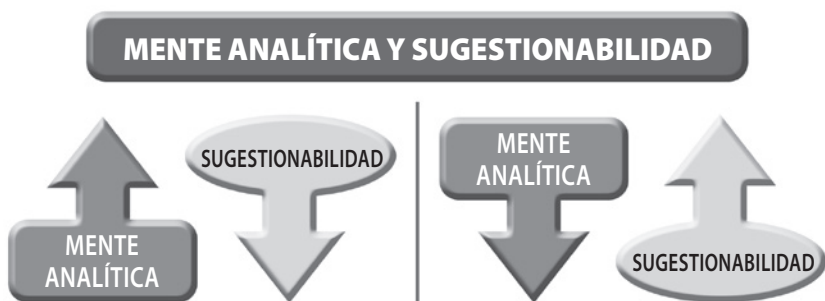 MENTE ANALÍTICA Y SUGESTIONABILIDAD
MENTE
ANALÍTICA
SUGESTIONABILIDAD
MENTE
ANALÍTICA
SUGESTIONABILIDAD